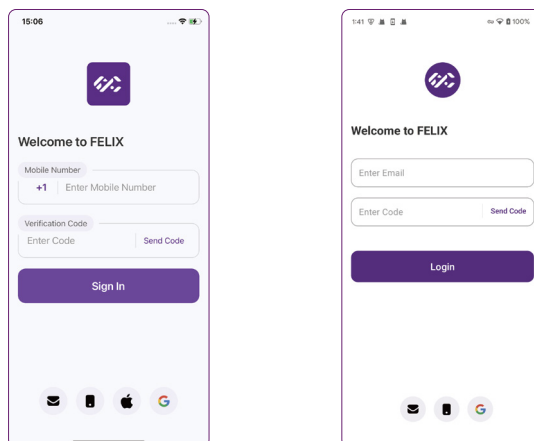 15:06
Welcome to FELIX
Mobile Number
+1 Enter Mobile Number
Verification Code
Enter Code Send Code
Sign In
1:41 100%
Welcome to FELIX
Enter Email
Enter Code Send Code
Login